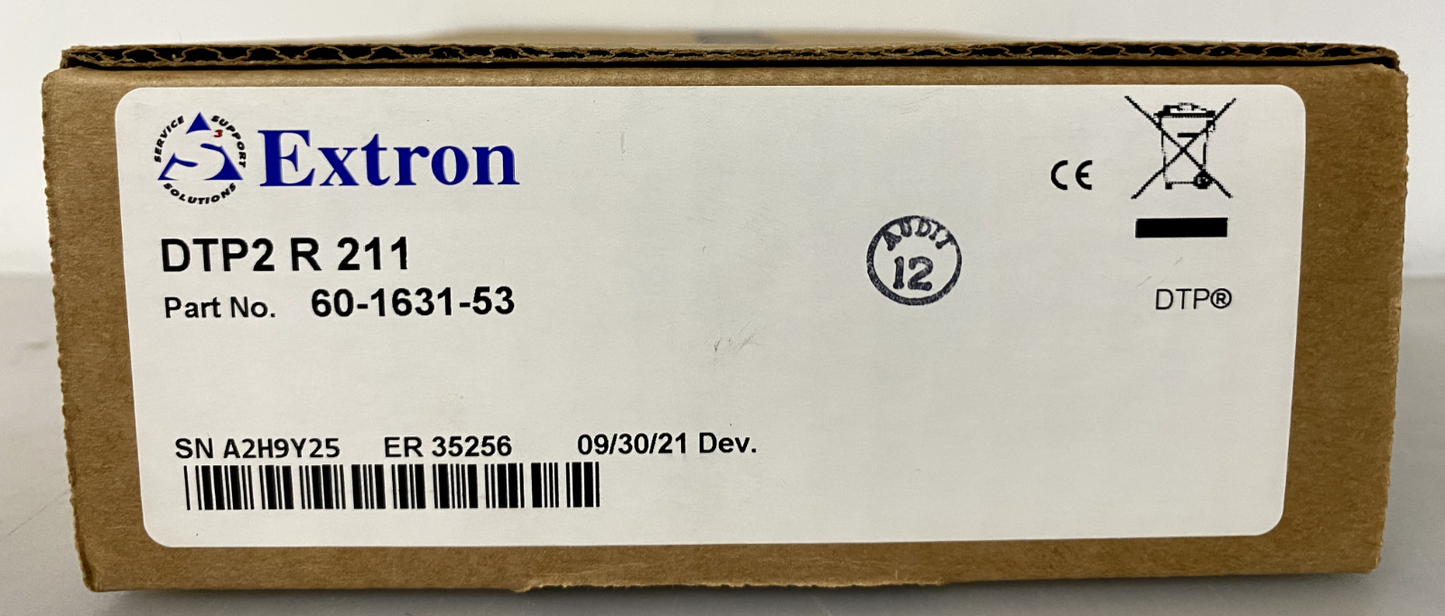 SERVICE SUPPORT SOLUTIONS
S3
Extron
CE
DTP2 R 211
Part No. 60-1631-53
AUDIT
12
DTP®
SN A2H9Y25 ER 35256 09/30/21 Dev.